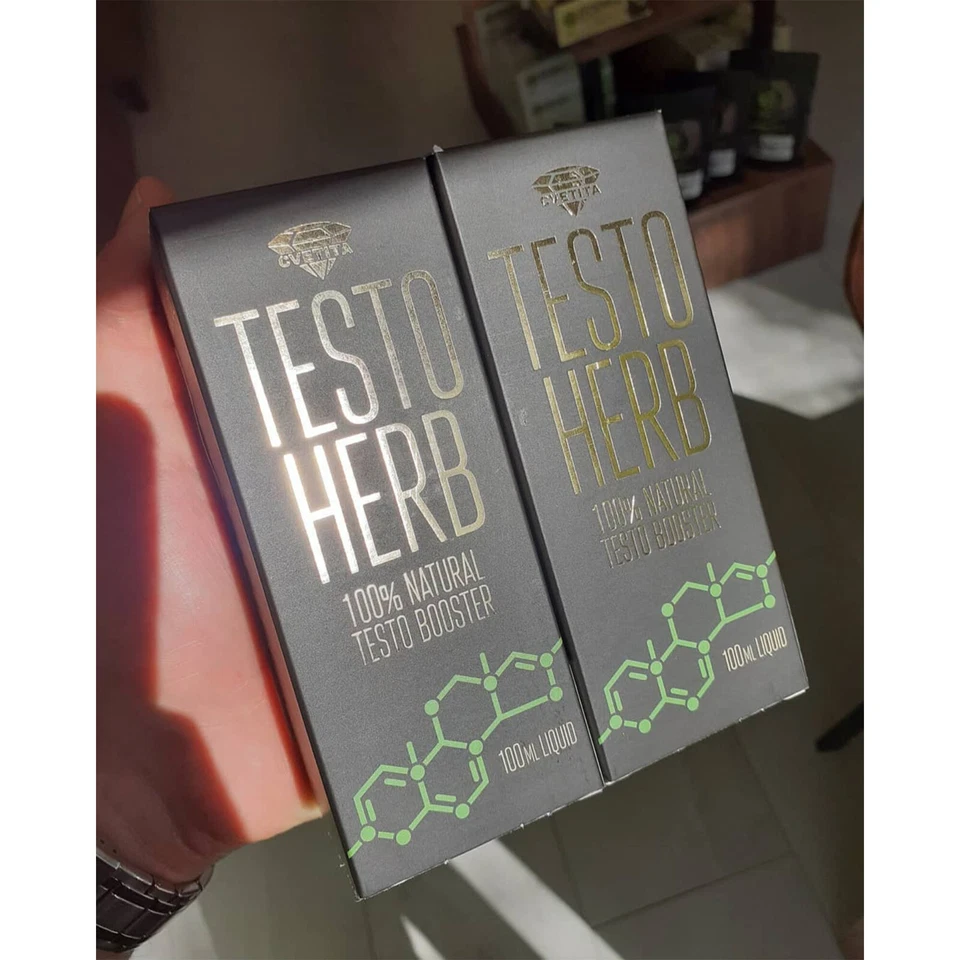 CVETITA
TESTO
HERB
100% NATURAL
TESTO BOOSTER
100ML LIQUID
CVETITA
TESTO
HERB
100% NATURAL
TESTO BOOSTER
100ML LIQUID